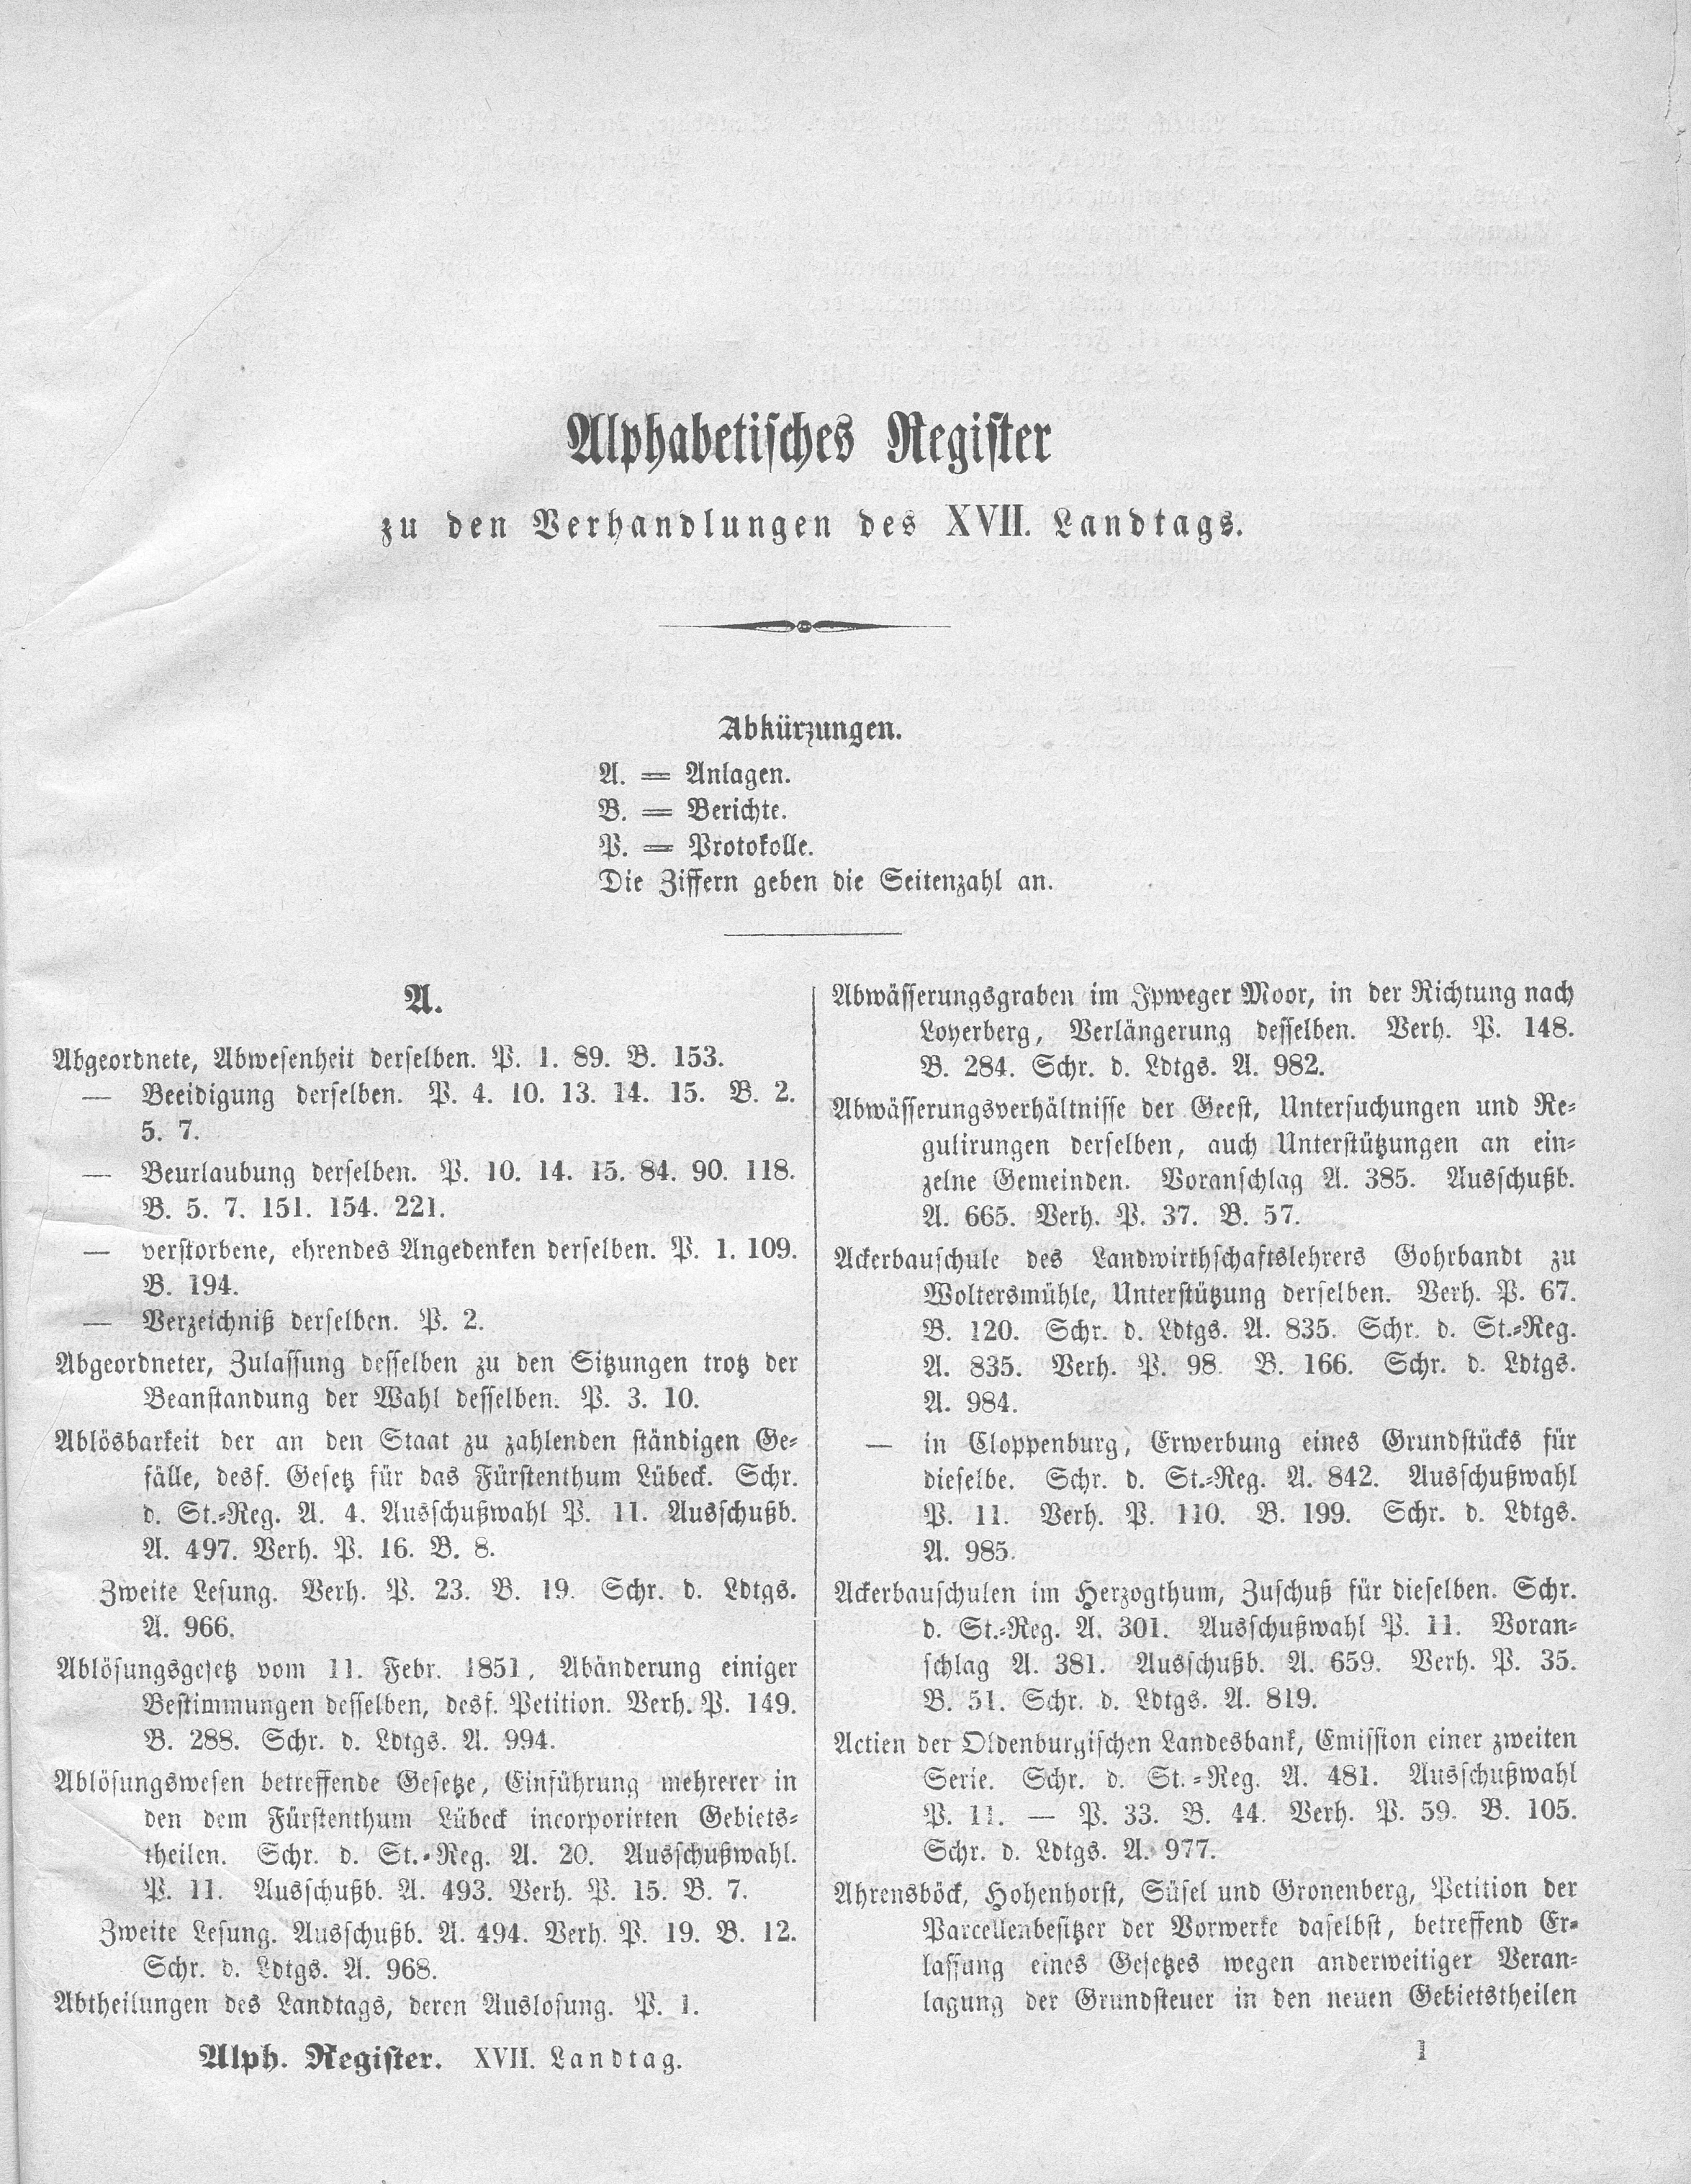 Alphabetisches Register
zu den Verhandlungen des XVII. Landtags.
Abkürzungen.
A. = Anlagen.
B. = Berichte.
P. = Protokolle.
Die Ziffern geben die Seitenzahl an.
A.
Abgeordnete, Abwesenheit derselben. P. 1. 89. B. 153.
— Beeidigung derselben. P. 4. 10. 13. 14. 15. B. 2.
5. 7.
— Beurlaubung derselben. P. 10. 14. 15. 84. 90. 118.
B. 5. 7. 151. 154. 221.
— verstorbene, ehrendes Angedenken derselben. P. 1. 109.
B. 194.
— Verzeichniß derselben. P. 2.
Abgeordneter, Zulassung desselben zu den Sitzungen trotz der
Beanstandung der Wahl desselben. P. 3. 10.
Ablösbarkeit der an den Staat zu zahlenden ständigen Ge-
fälle, desf. Gesetz für das Fürstenthum Lübeck. Schr.
d. St.-Reg. A. 4. Ausschußwahl P. 11. Ausschußb.
A. 497. Verh. P. 16. B. 8.
Zweite Lesung. Verh. P. 23. B. 19. Schr. d. Ldtgs.
A. 966.
Ablösungsgesetz vom 11. Febr. 1851, Abänderung einiger
Bestimmungen desselben, desf. Petition. Verh. P. 149.
B. 288. Schr. d. Ldtgs. A. 994.
Ablösungswesen betreffende Gesetze, Einführung mehrerer in
den dem Fürstenthum Lübeck incorporirten Gebiets-
theilen. Schr. d. St.-Reg. A. 20. Ausschußwahl.
P. 11. Ausschußb. A. 493. Verh. P. 15. B. 7.
Zweite Lesung. Ausschußb. A. 494. Verh. P. 19. B. 12.
Schr. d. Ldtgs. A. 968.
Abtheilungen des Landtags, deren Auslosung. P. 1.
Abwässerungsgraben im Ipweger Moor, in der Richtung nach
Loyerberg, Verlängerung desselben. Verh. P. 148.
B. 284. Schr. d. Ldtgs. A. 982.
Abwässerungsverhältnisse der Geest, Untersuchungen und Re-
gulirungen derselben, auch Unterstützungen an ein-
zelne Gemeinden. Voranschlag A. 385. Ausschußb.
A. 665. Verh. P. 37. B. 57.
Ackerbauschule des Landwirthschaftslehrers Gohrbandt zu
Woltersmühle, Unterstützung derselben. Verh. P. 67.
B. 120. Schr. d. Ldtgs. A. 835. Schr. d. St.-Reg.
A. 835. Verh. P. 98. B. 166. Schr. d. Ldtgs.
A. 984.
— in Cloppenburg, Erwerbung eines Grundstücks für
dieselbe. Schr. d. St.-Reg. A. 842. Ausschußwahl
P. 11. Verh. P. 110. B. 199. Schr. d. Ldtgs.
A. 985.
Ackerbauschulen im Herzogthum, Zuschuß für dieselben. Schr.
d. St.-Reg. A. 301. Ausschußwahl P. 11. Voran-
schlag A. 381. Ausschußb. A. 659. Verh. P. 35.
B. 51. Schr. d. Ldtgs. A. 819.
Actien der Oldenburgischen Landesbank, Emission einer zweiten
Serie. Schr. d. St.-Reg. A. 481. Ausschußwahl
P. 11. — P. 33. B. 44. Verh. P. 59. B. 105.
Schr. d. Ldtgs. A. 977.
Ahrensböck, Hohenhorst, Süsel und Gronenberg, Petition der
Parcellenbesitzer der Vorwerke daselbst, betreffend Er-
lassung eines Gesetzes wegen anderweitiger Veran-
lagung der Grundsteuer in den neuen Gebietstheilen
Alph. Register. XVII. Landtag.
1